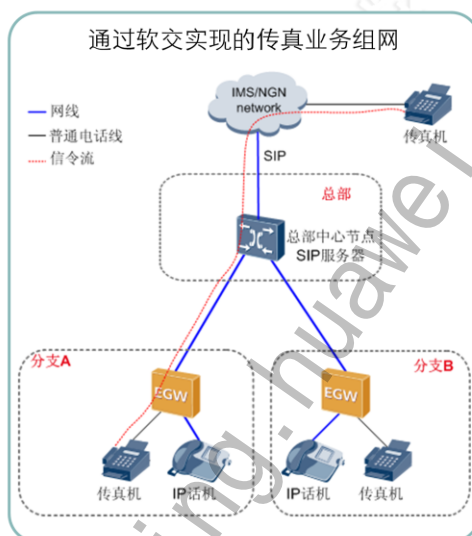 通过软交实现的传真业务组网
IMS/NGN
network
传真机
网线
普通电话线
信令流
SIP
总部
总部中心节点
SIP服务器
分支A
分支B
EGW
EGW
传真机
IP话机
IP话机
传真机
ing.huawei